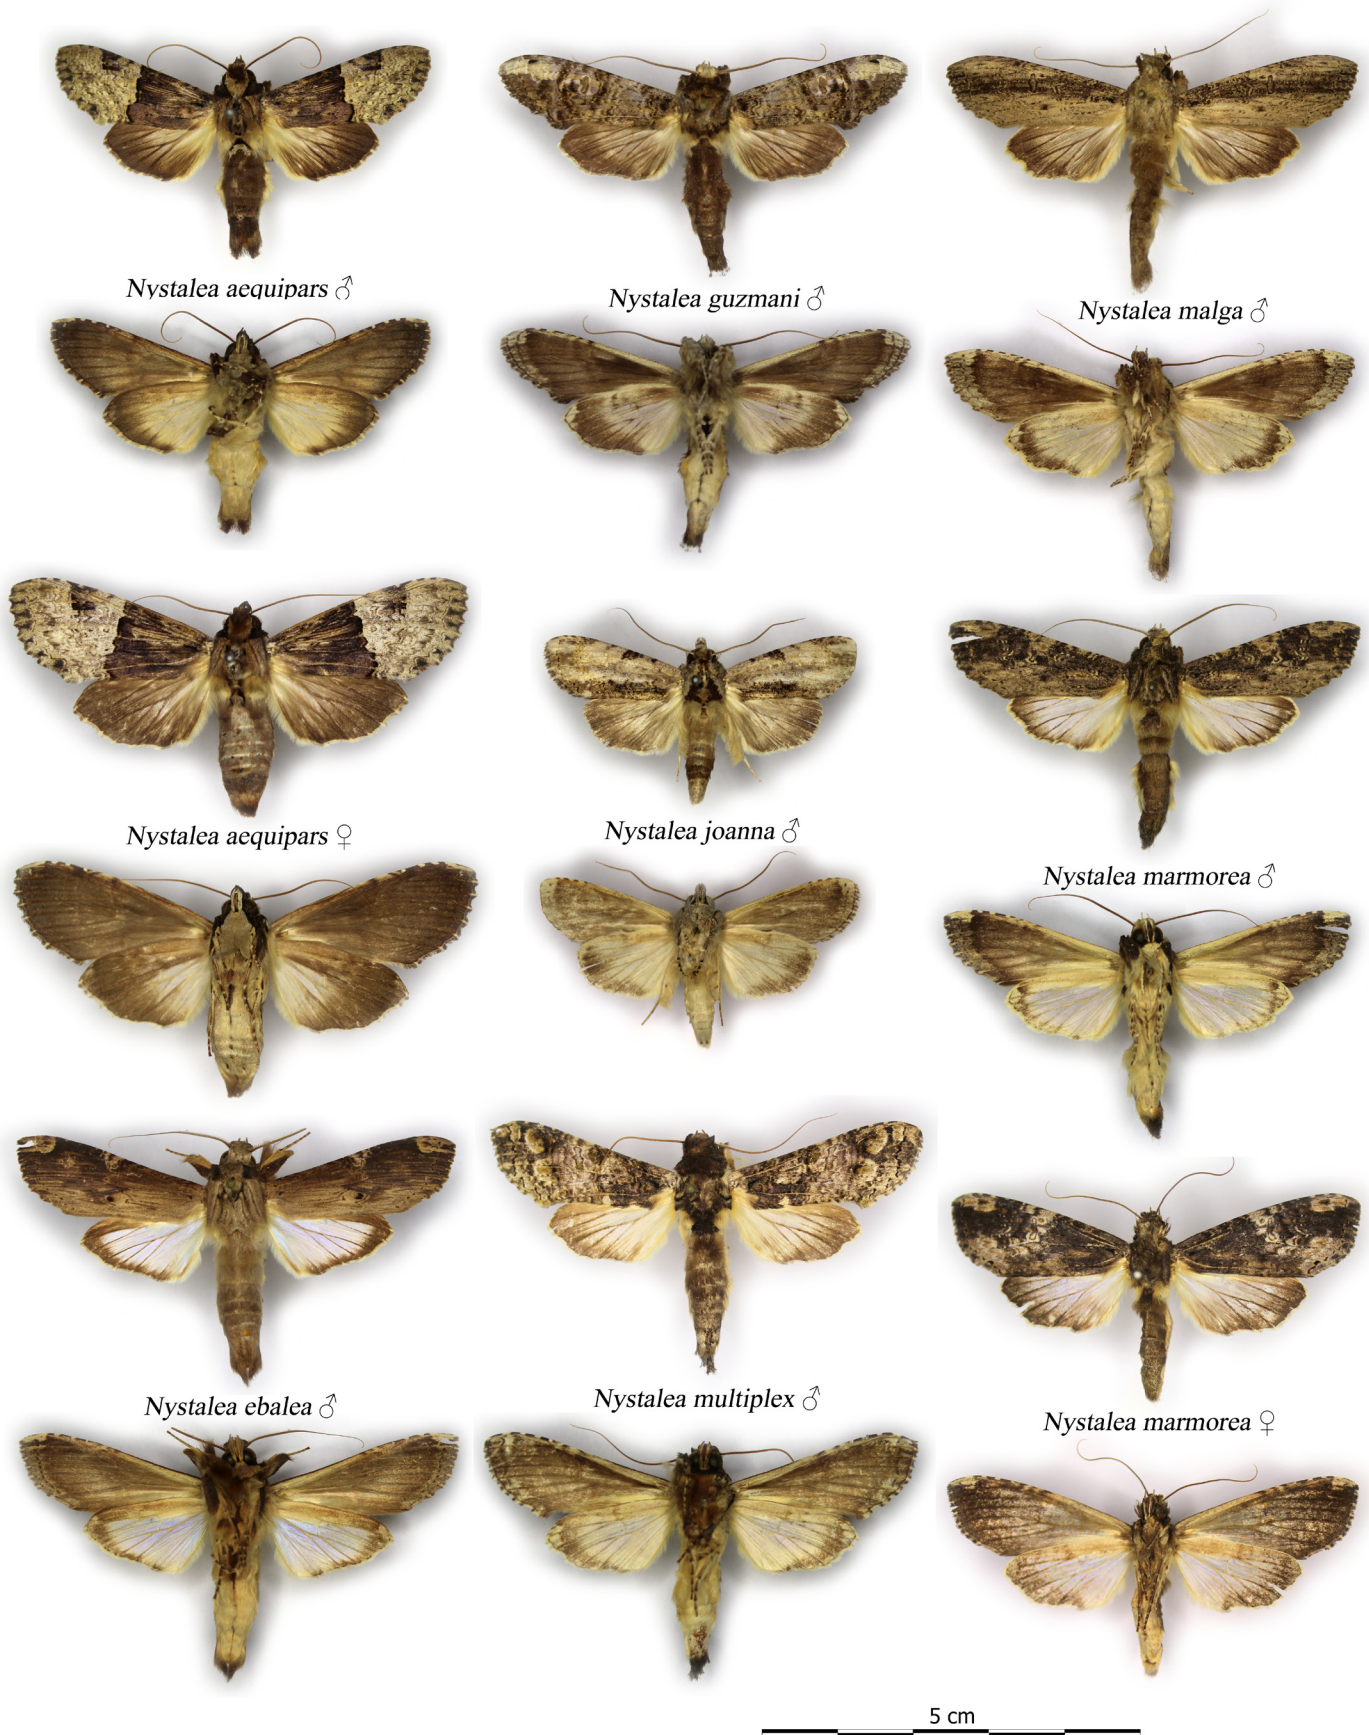 Nystalea aequipars ♂
Nystalea guzmani ♂
Nystalea malga ♂
Nystalea aequipars ♀
Nystalea joanna ♂
Nystalea marmorea ♂
Nystalea ebalea ♂
Nystalea multiplex ♂
Nystalea marmorea ♀
5 cm